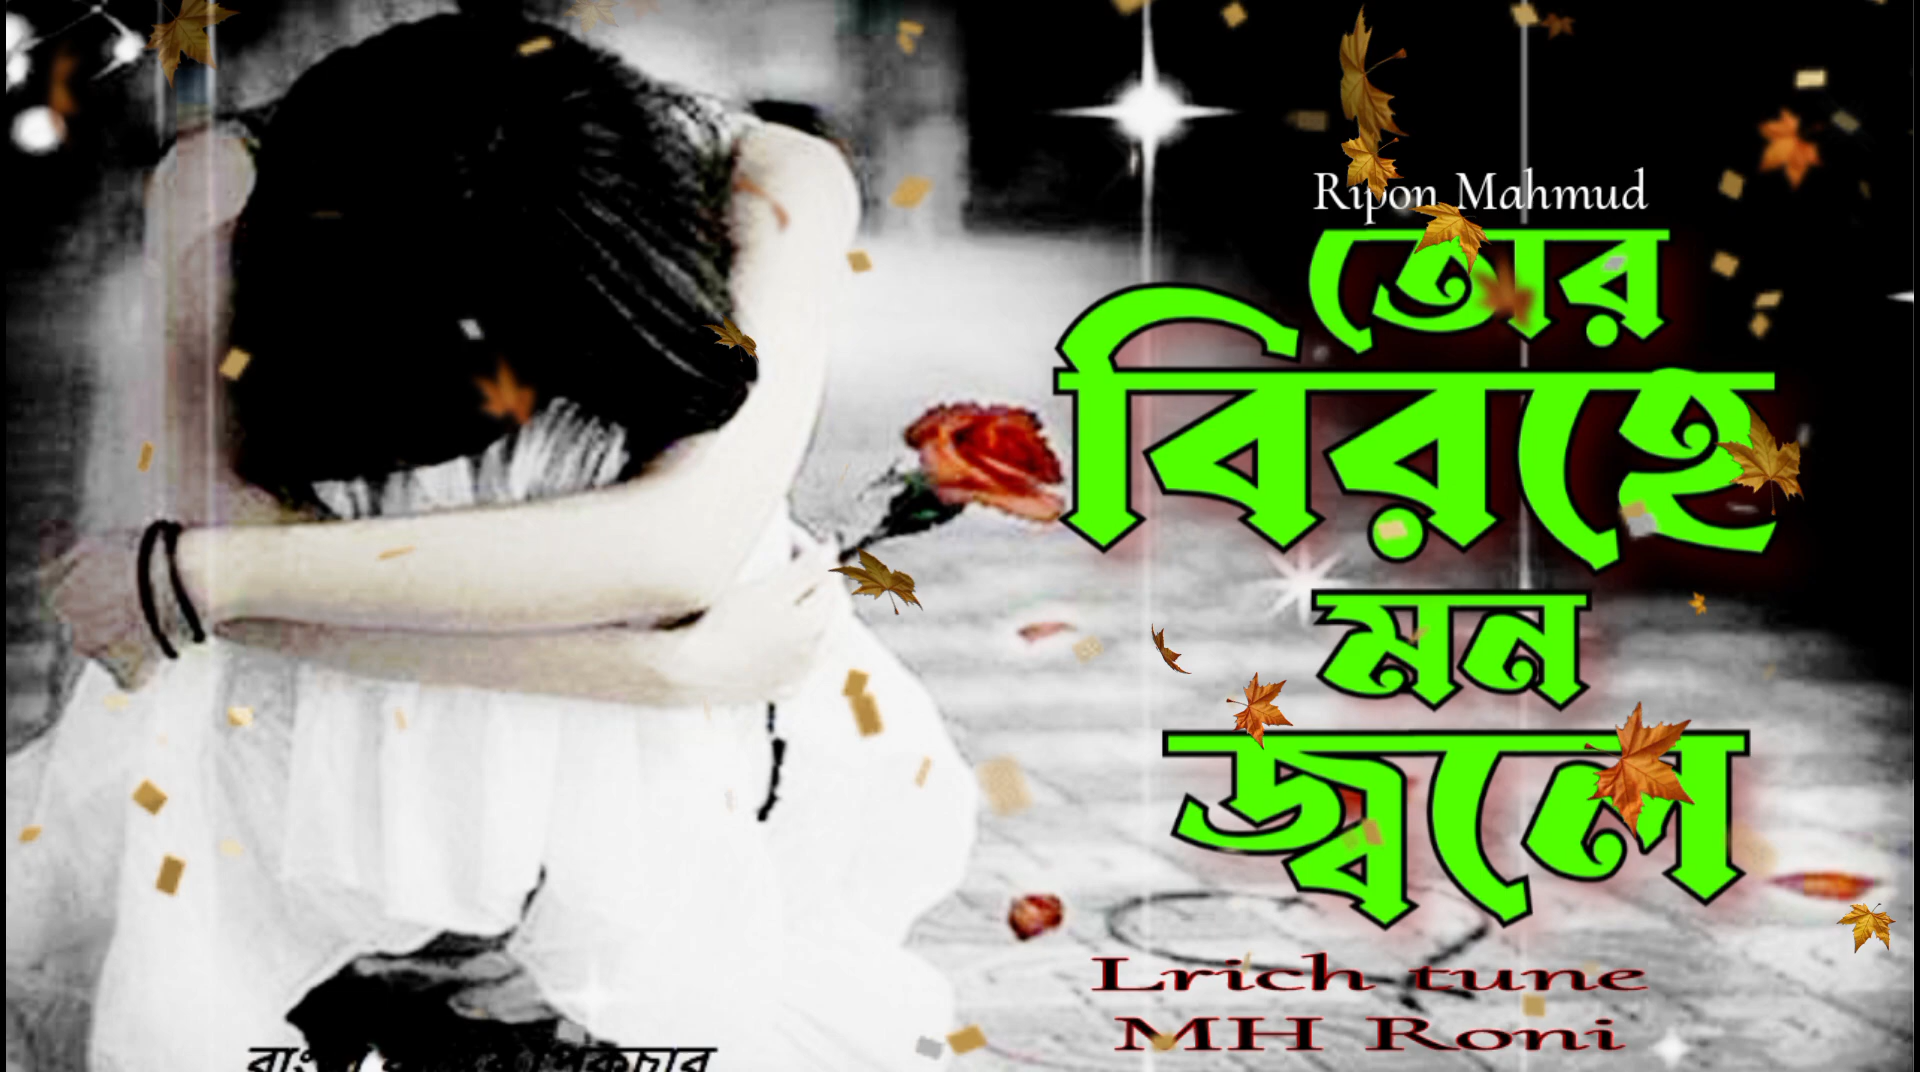 Ripon Mahmud
তোর
বিরহে
মন
জ্বলে
Lrich tune
MH Roni
বাংলা